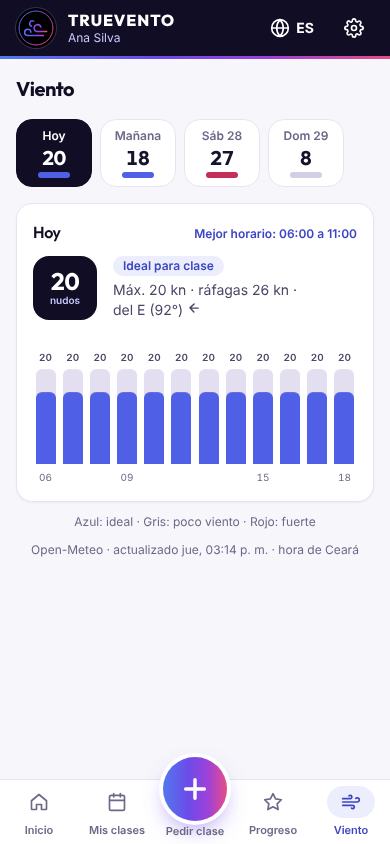 TRUEVENTO
Ana Silva
ES
Viento
Hoy
20
Mañana
18
Sáb 28
27
Dom 29
8
Hoy
Mejor horario: 06:00 a 11:00
20
nudos
Ideal para clase
Máx. 20 kn · ráfagas 26 kn ·
del E (92°) ←
20 20 20 20 20 20 20 20 20 20 20 20
06 09 15 18
Azul: ideal · Gris: poco viento · Rojo: fuerte
Open-Meteo · actualizado jue, 03:14 p. m. · hora de Ceará
Inicio
Mis clases
Pedir clase
Progreso
Viento